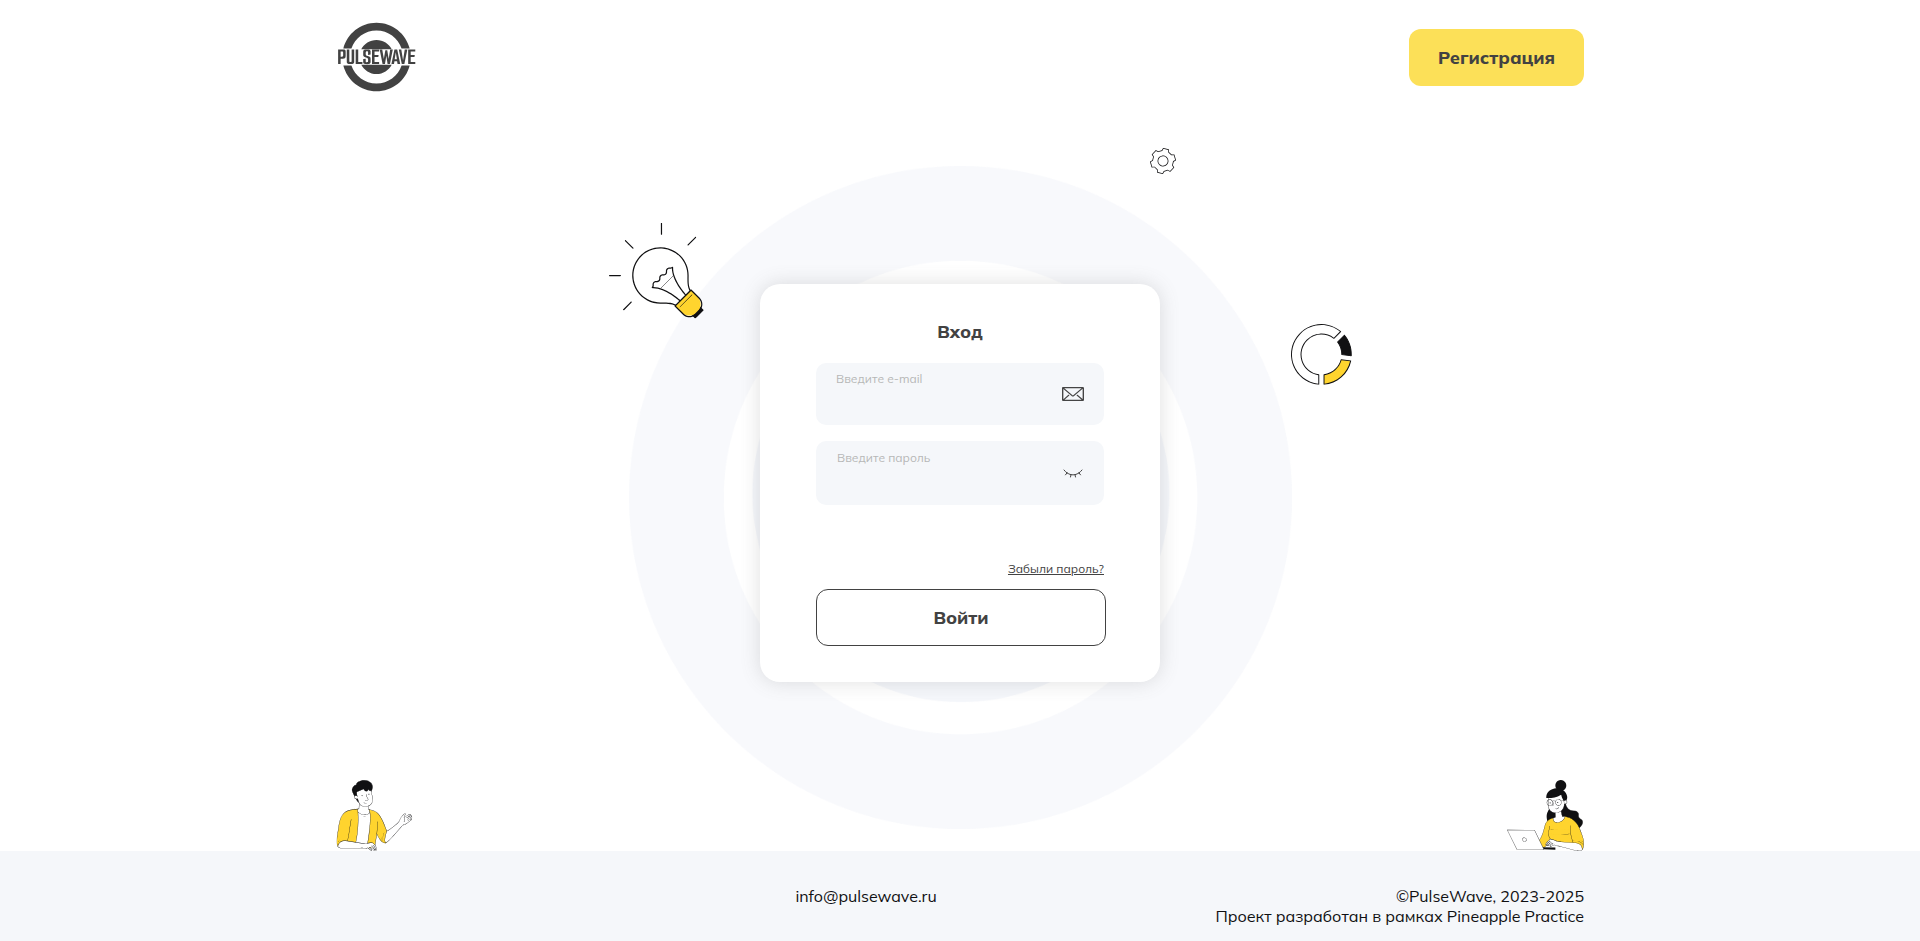 PULSEWAVE
Регистрация
Вход
Введите e-mail
Введите пароль
Забыли пароль?
Войти
info@pulsewave.ru
©PulseWave, 2023-2025
Проект разработан в рамках Pineapple Practice